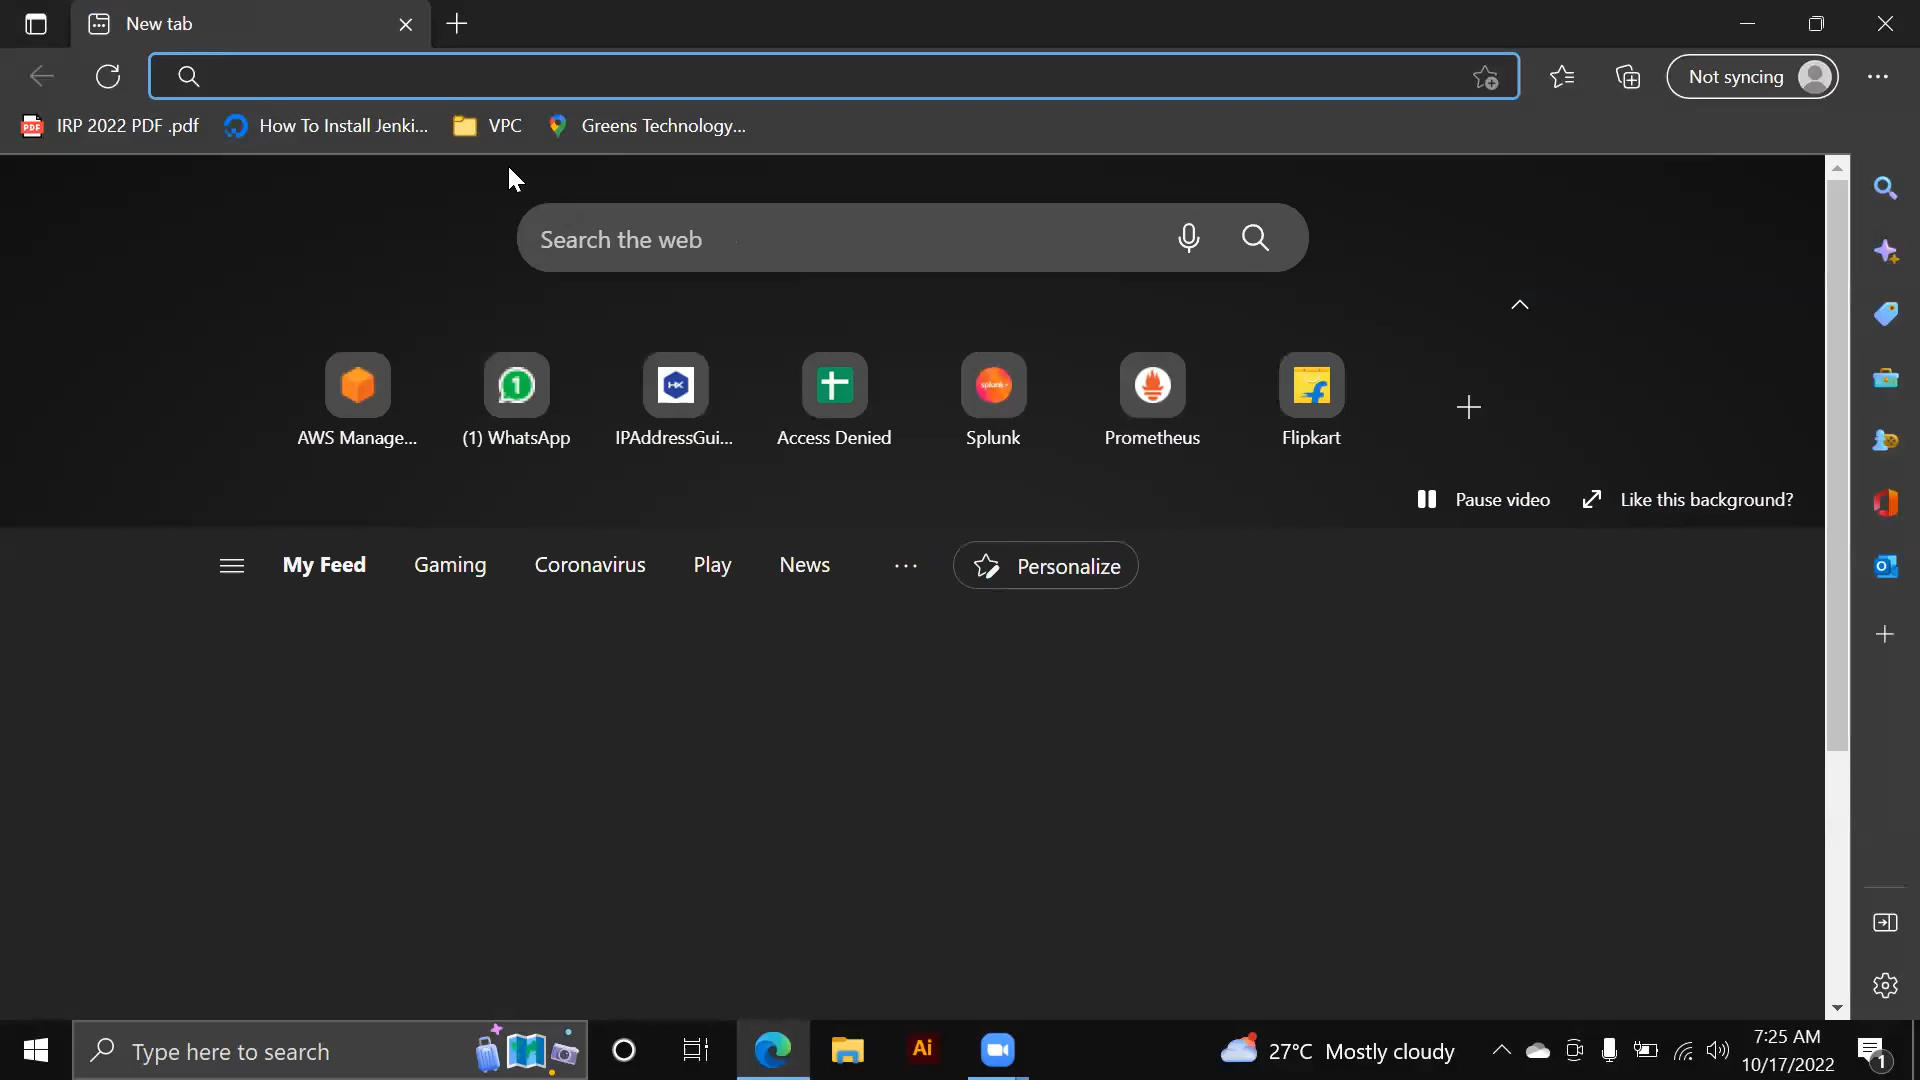 New tab
Not syncing
IRP 2022 PDF .pdf
How To Install Jenki...
VPC
Greens Technology...
Search the web
AWS Manage...
(1) WhatsApp
IPAddressGui...
Access Denied
Splunk
Prometheus
Flipkart
Pause video
Like this background?
My Feed
Gaming
Coronavirus
Play
News
Personalize
Type here to search
27°C Mostly cloudy
7:25 AM
10/17/2022
1